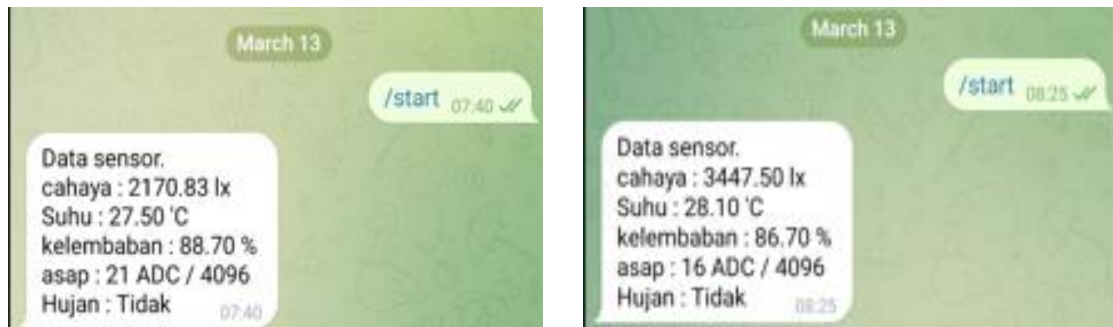 March 13
/start 07:40
Data sensor.
cahaya : 2170.83 lx
Suhu : 27.50 'C
kelembaban : 88.70 %
asap : 21 ADC / 4096
Hujan : Tidak 07:40
March 13
/start 08:25
Data sensor.
cahaya : 3447.50 lx
Suhu : 28.10 'C
kelembaban : 86.70 %
asap : 16 ADC / 4096
Hujan : Tidak 08:25